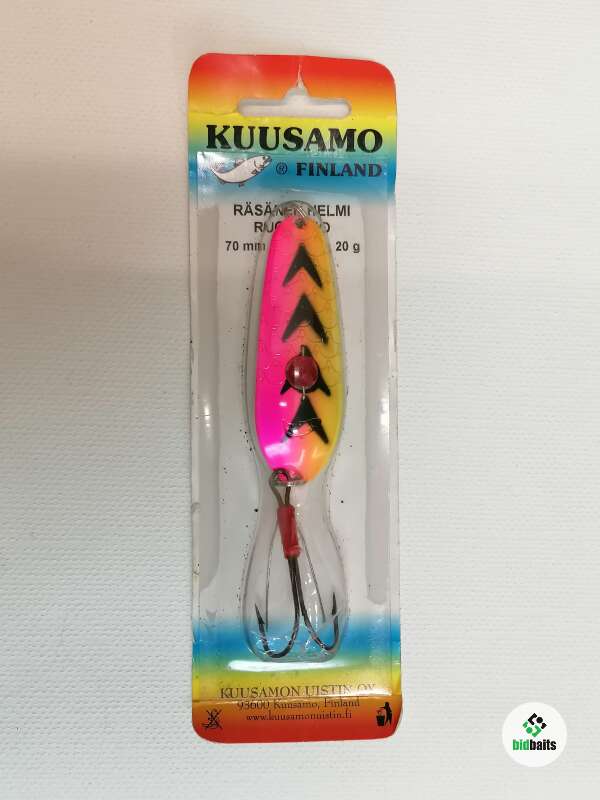 KUUSAMO
® FINLAND
RÄSÄNEN HELMI
70 mm 20 g
KUUSAMON UISTIN OY
93600 Kuusamo, Finland
www.kuusamonuistin.fi
bidbaits